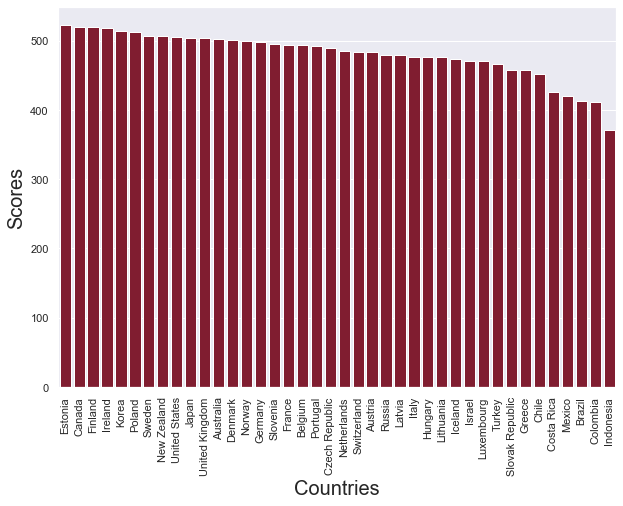 500
400
300
200
100
0
Scores
Estonia
Canada
Finland
Ireland
Korea
Poland
Sweden
New Zealand
United States
Japan
United Kingdom
Australia
Denmark
Norway
Germany
Slovenia
France
Belgium
Portugal
Czech Republic
Netherlands
Switzerland
Austria
Russia
Latvia
Italy
Hungary
Lithuania
Iceland
Israel
Luxembourg
Turkey
Slovak Republic
Greece
Chile
Costa Rica
Mexico
Brazil
Colombia
Indonesia
Countries